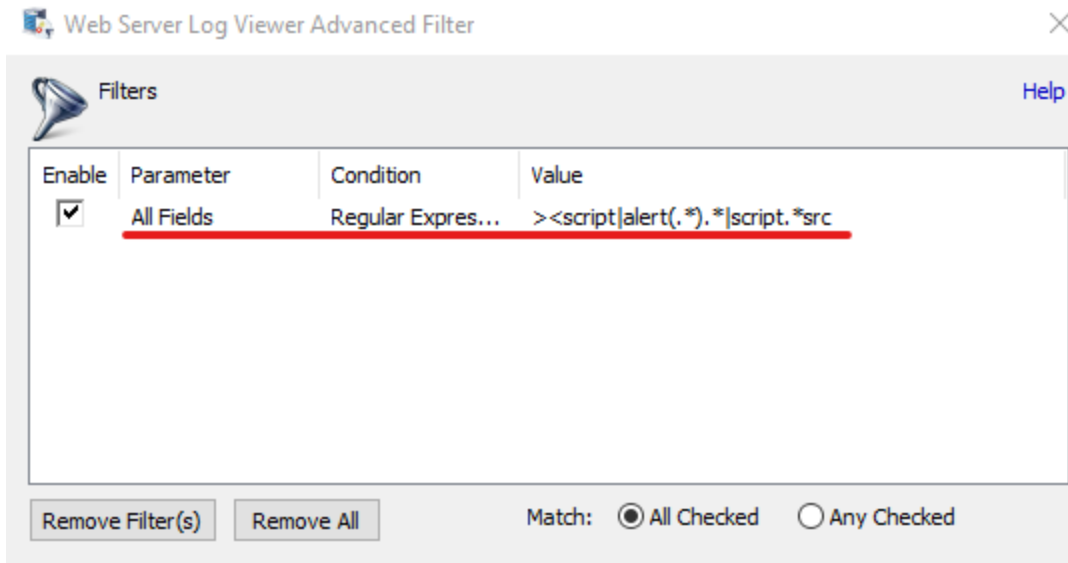 Web Server Log Viewer Advanced Filter
Filters
Help
Enable Parameter Condition Value
All Fields Regular Expres... ><script|alert(.*).*|script.*src
Remove Filter(s) Remove All Match: All Checked Any Checked